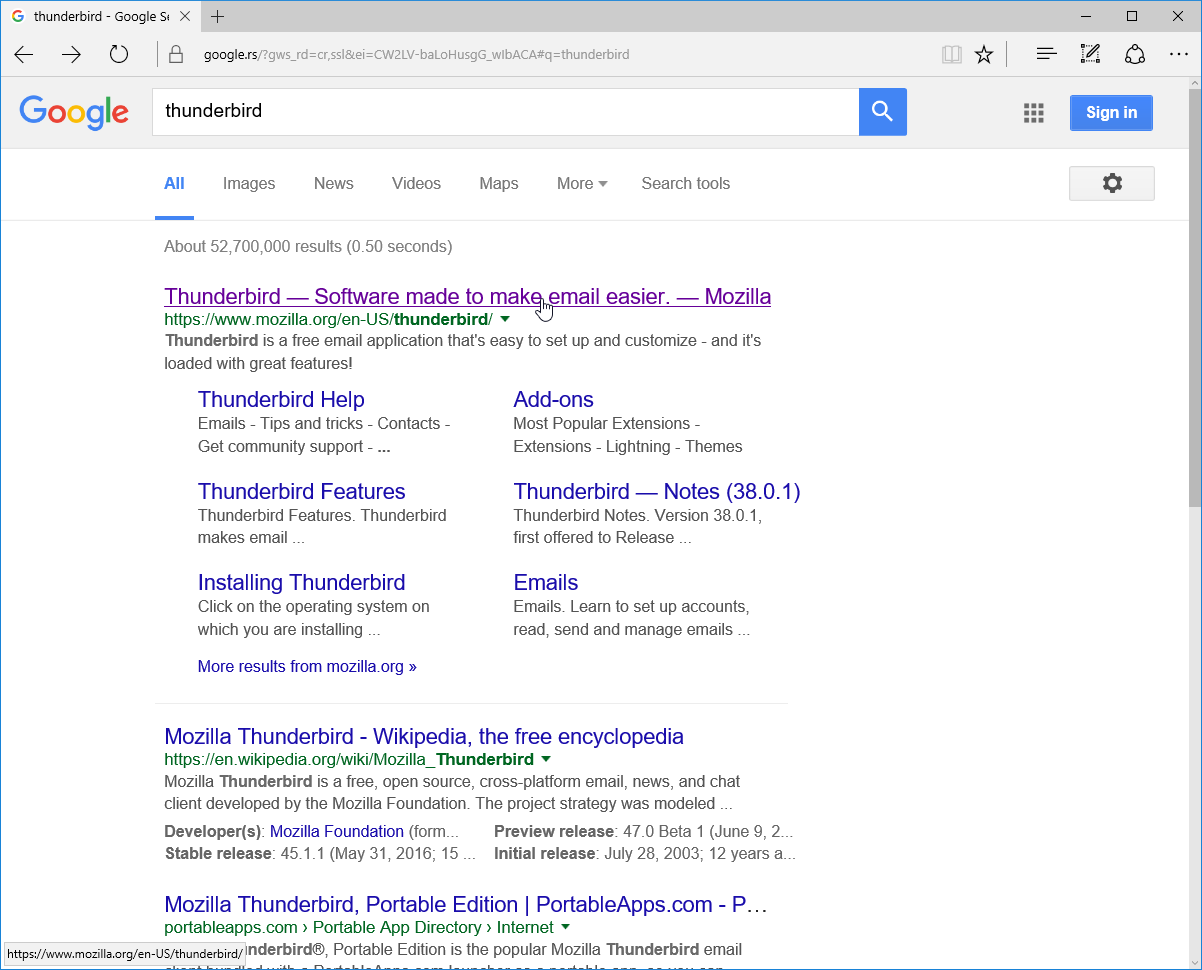 thunderbird - Google Se
google.rs/?gws_rd=cr,ssl&ei=CW2LV-baLoHusgG_wIbACA#q=thunderbird
Google
thunderbird
Sign in
All Images News Videos Maps More Search tools
About 52,700,000 results (0.50 seconds)
Thunderbird — Software made to make email easier. — Mozilla
https://www.mozilla.org/en-US/thunderbird/
Thunderbird is a free email application that's easy to set up and customize - and it's
loaded with great features!
Thunderbird Help
Emails - Tips and tricks - Contacts -
Get community support - ...
Add-ons
Most Popular Extensions -
Extensions - Lightning - Themes
Thunderbird Features
Thunderbird Features. Thunderbird
makes email ...
Thunderbird — Notes (38.0.1)
Thunderbird Notes. Version 38.0.1,
first offered to Release ...
Installing Thunderbird
Click on the operating system on
which you are installing ...
Emails
Emails. Learn to set up accounts,
read, send and manage emails ...
More results from mozilla.org »
Mozilla Thunderbird - Wikipedia, the free encyclopedia
https://en.wikipedia.org/wiki/Mozilla_Thunderbird
Mozilla Thunderbird is a free, open source, cross-platform email, news, and chat
client developed by the Mozilla Foundation. The project strategy was modeled ...
Developer(s): Mozilla Foundation (form... Preview release: 47.0 Beta 1 (June 9, 2...
Stable release: 45.1.1 (May 31, 2016; 15 ... Initial release: July 28, 2003; 12 years a...
Mozilla Thunderbird, Portable Edition | PortableApps.com - P...
portableapps.com › Portable App Directory › Internet
nderbird®, Portable Edition is the popular Mozilla Thunderbird email
https://www.mozilla.org/en-US/thunderbird/